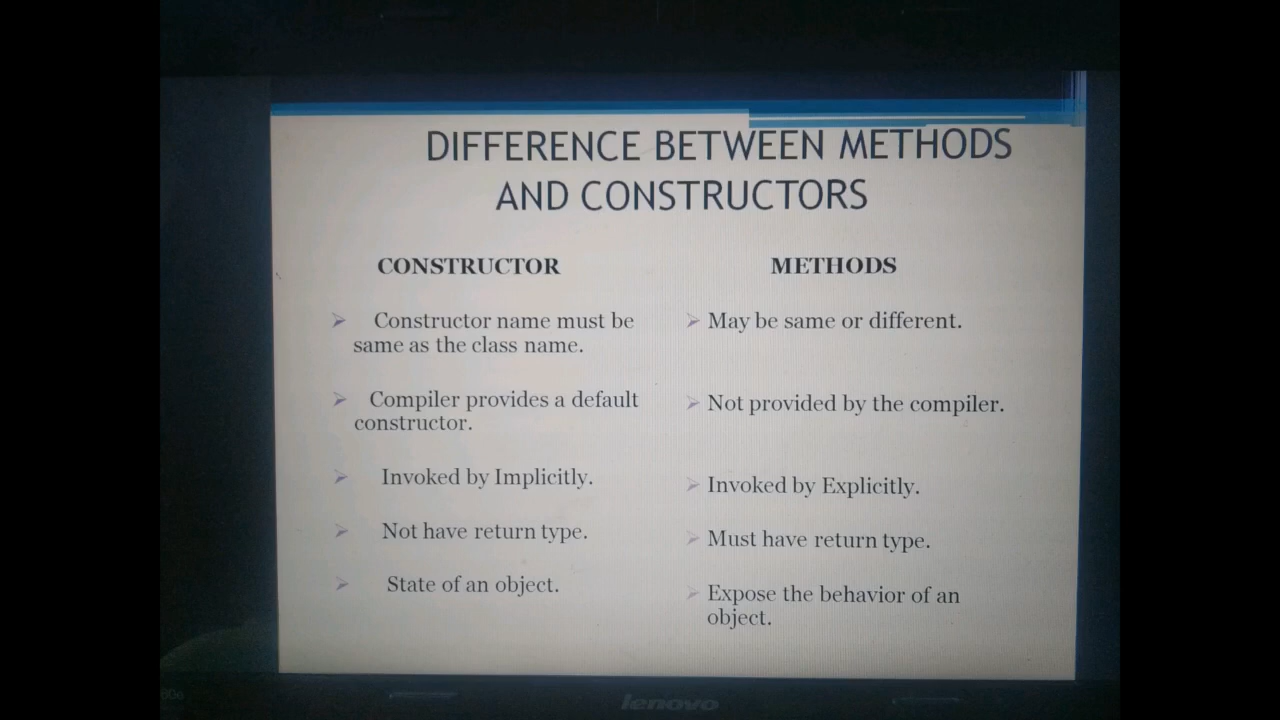 DIFFERENCE BETWEEN METHODS
AND CONSTRUCTORS
CONSTRUCTOR
Constructor name must be
same as the class name.
Compiler provides a default
constructor.
Invoked by Implicitly.
Not have return type.
State of an object.
METHODS
May be same or different.
Not provided by the compiler.
Invoked by Explicitly.
Must have return type.
Expose the behavior of an
object.
lenovo